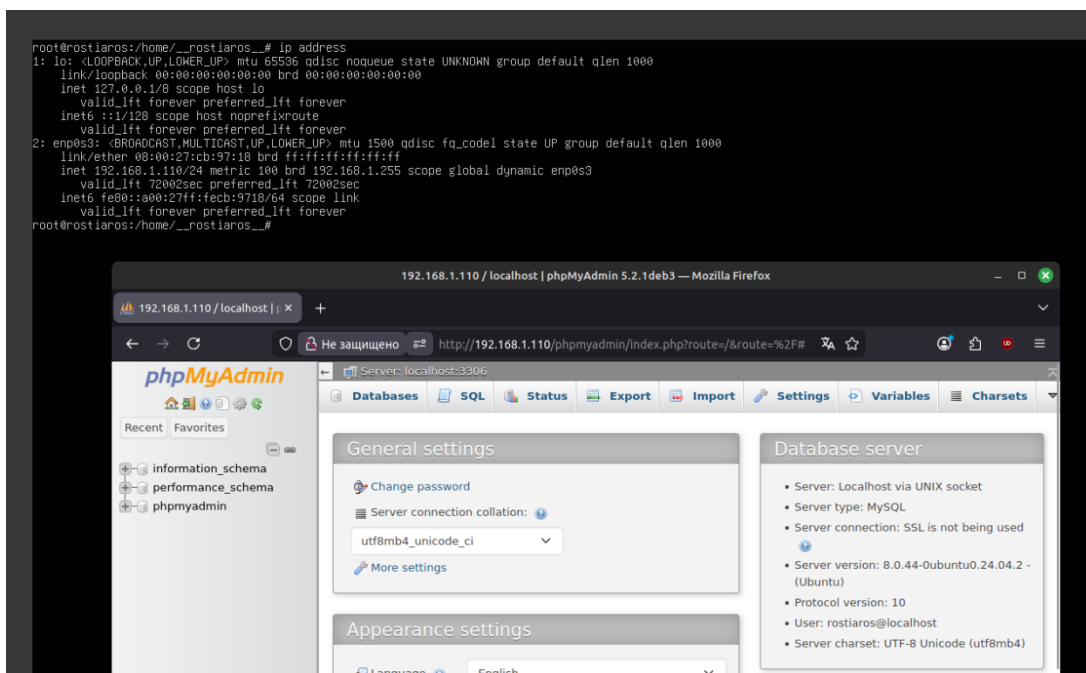 root@rostiaros:/home/__rostiaros__# ip address
1: lo: <LOOPBACK,UP,LOWER_UP> mtu 65536 qdisc noqueue state UNKNOWN group default qlen 1000
link/loopback 00:00:00:00:00:00 brd 00:00:00:00:00:00
inet 127.0.0.1/8 scope host lo
valid_lft forever preferred_lft forever
inet6 ::1/128 scope host noprefixroute
valid_lft forever preferred_lft forever
2: enp0s3: <BROADCAST,MULTICAST,UP,LOWER_UP> mtu 1500 qdisc fq_codel state UP group default qlen 1000
link/ether 08:00:27:cb:97:18 brd ff:ff:ff:ff:ff:ff
inet 192.168.1.110/24 metric 100 brd 192.168.1.255 scope global dynamic enp0s3
valid_lft 72002sec preferred_lft 72002sec
inet6 fe80::a00:27ff:fecb:9718/64 scope link
valid_lft forever preferred_lft forever
root@rostiaros:/home/__rostiaros__#
192.168.1.110 / localhost | phpMyAdmin 5.2.1deb3 — Mozilla Firefox
192.168.1.110 / localhost | p
Не защищено http://192.168.1.110/phpmyadmin/index.php?route=/&route=%2F#
phpMyAdmin
Recent Favorites
information_schema
performance_schema
phpmyadmin
Server: localhost:3306
Databases SQL Status Export Import Settings Variables Charsets
General settings
Change password
Server connection collation:
utf8mb4_unicode_ci
More settings
Appearance settings
Language English
Database server
• Server: Localhost via UNIX socket
• Server type: MySQL
• Server connection: SSL is not being used
• Server version: 8.0.44-0ubuntu0.24.04.2 -
(Ubuntu)
• Protocol version: 10
• User: rostiaros@localhost
• Server charset: UTF-8 Unicode (utf8mb4)